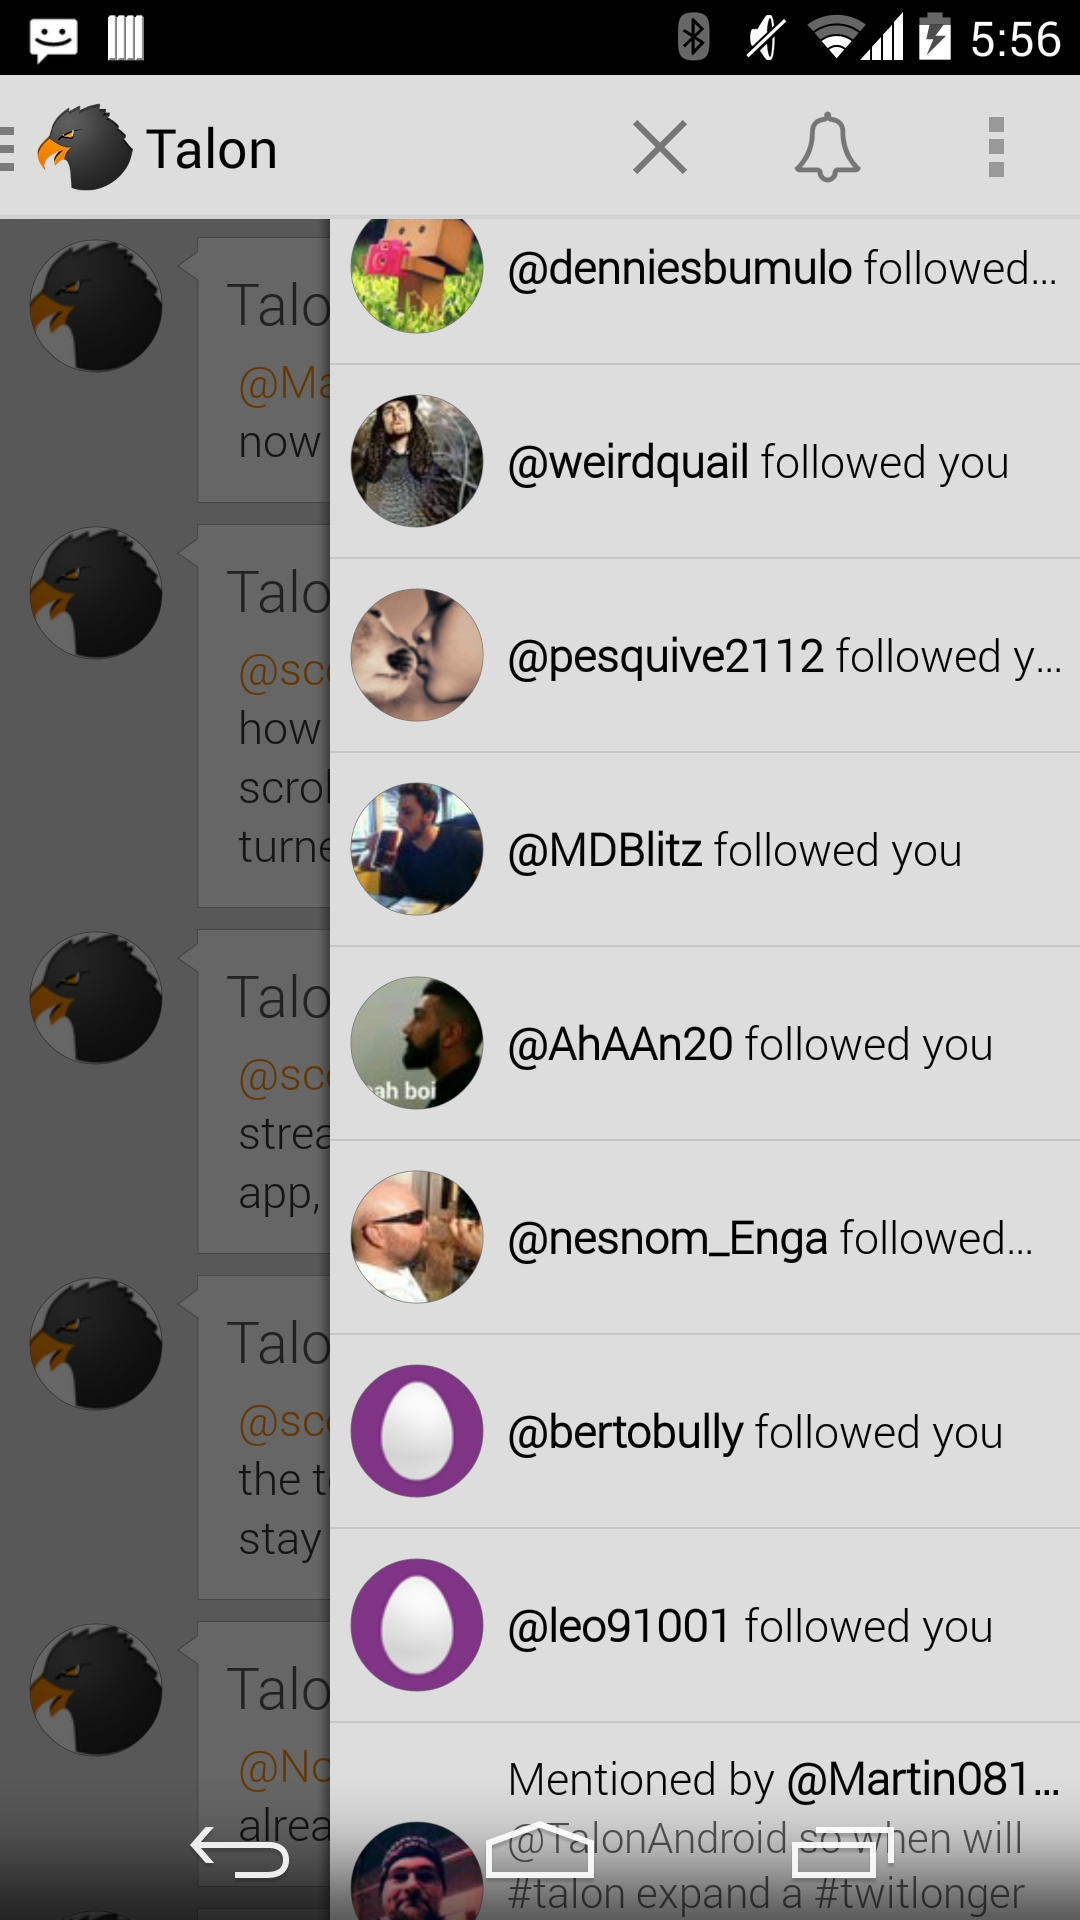 5:56
Talon
@denniesbumulo followed...
@weirdquail followed you
@pesquive2112 followed y...
@MDBlitz followed you
@AhAAn20 followed you
ah boi
@nesnom_Enga followed...
@bertobully followed you
@leo91001 followed you
Mentioned by @Martin081...
@TalonAndroid so when will
#talon expand a #twitlonger
Talo
@Ma
now
Talo
@sc
how
scrol
turne
Talo
@sc
strea
app,
Talo
@sc
the t
stay
Talo
@No
alrea